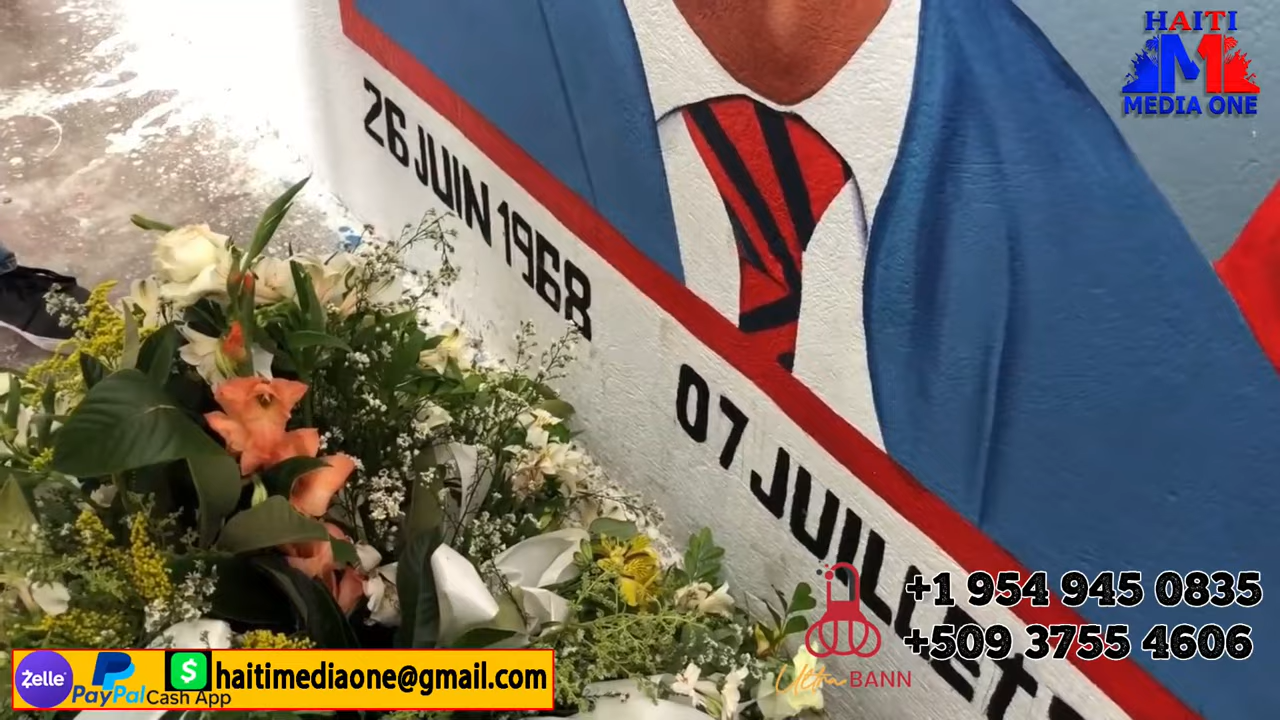 HAITI
M
MEDIA ONE
26 JUIN 1968
07 JUILLET
+1 954 945 0835
+509 3755 4606
Ultra BANN
Zelle
PayPal
$
Cash App
haitimediaone@gmail.com